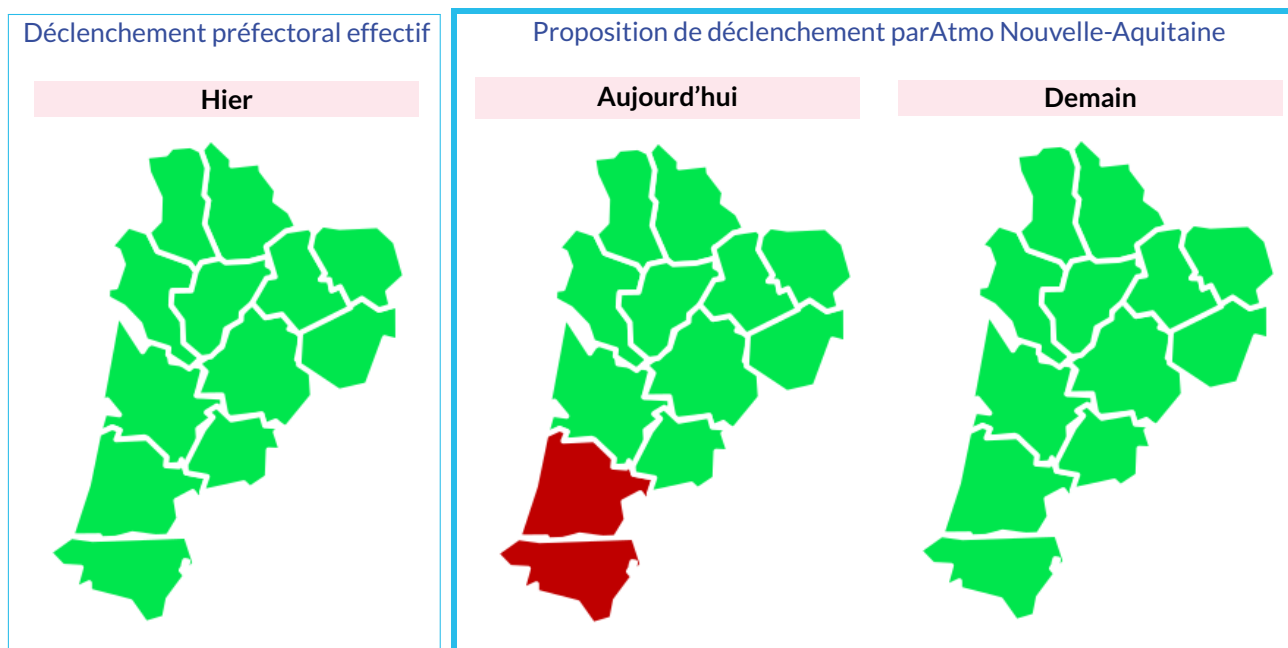 Déclenchement préfectoral effectif
Hier
Proposition de déclenchement parAtmo Nouvelle-Aquitaine
Aujourd’hui
Demain